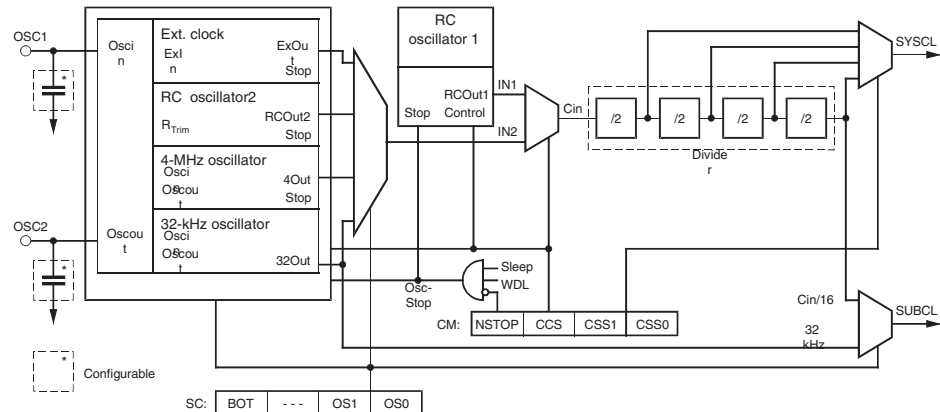 OSC1
Osci
n
Ext. clock
ExI
n
ExOu
t
Stop
*
RC oscillator2
RTrim
RCOut2
Stop
4-MHz oscillator
Osci
n
Oscou
t
4Out
Stop
32-kHz oscillator
Osci
n
Oscou
t
32Out
OSC2
Oscou
t
*
RC
oscillator 1
RCOut1
Stop
Control
IN1
IN2
Cin
/2
/2
/2
/2
Divide
r
SYSCL
Sleep
WDL
Osc-
Stop
CM:
NSTOP
CCS
CSS1
CSS0
Cin/16
32
kHz
SUBCL
*
Configurable
SC:
BOT
- - -
OS1
OS0